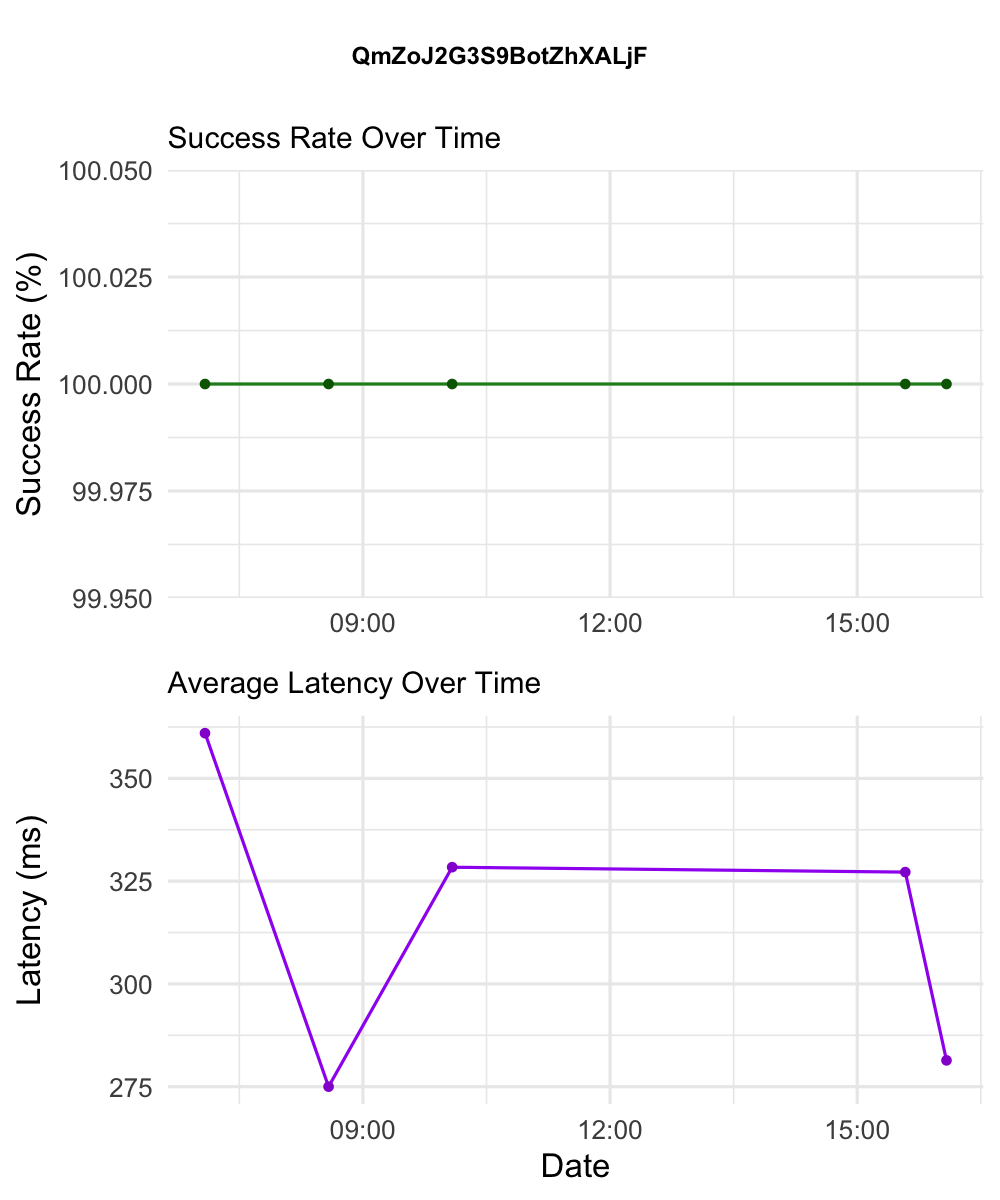 QmZoJ2G3S9BotZhXALjF
Success Rate Over Time
Success Rate (%)
100.050
100.025
100.000
99.975
99.950
09:00 12:00 15:00
Average Latency Over Time
Latency (ms)
350
325
300
275
09:00 12:00 15:00
Date